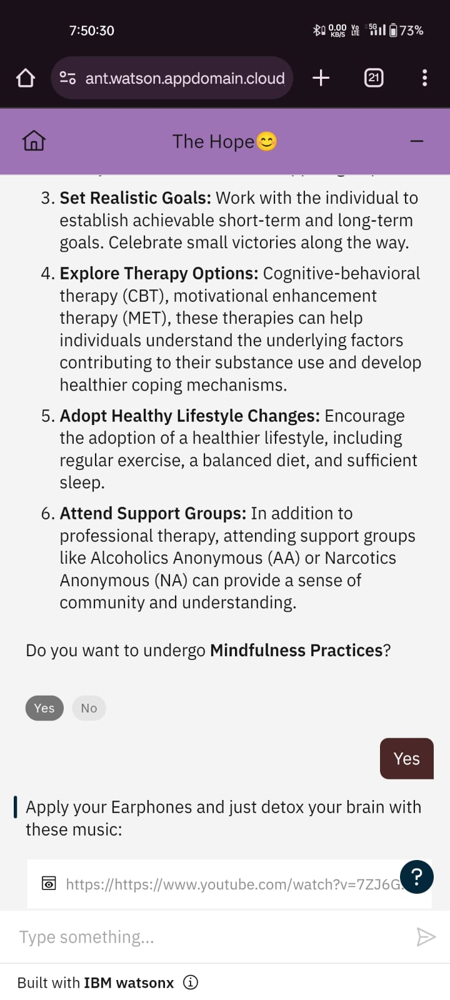 7:50:30
0.00 KB/S
Vo LTE
5G
73%
ant.watson.appdomain.cloud
21
The Hope😊
3. Set Realistic Goals: Work with the individual to
establish achievable short-term and long-term
goals. Celebrate small victories along the way.
4. Explore Therapy Options: Cognitive-behavioral
therapy (CBT), motivational enhancement
therapy (MET), these therapies can help
individuals understand the underlying factors
contributing to their substance use and develop
healthier coping mechanisms.
5. Adopt Healthy Lifestyle Changes: Encourage
the adoption of a healthier lifestyle, including
regular exercise, a balanced diet, and sufficient
sleep.
6. Attend Support Groups: In addition to
professional therapy, attending support groups
like Alcoholics Anonymous (AA) or Narcotics
Anonymous (NA) can provide a sense of
community and understanding.
Do you want to undergo Mindfulness Practices?
Yes
No
Yes
Apply your Earphones and just detox your brain with
these music:
https://https://www.youtube.com/watch?v=7ZJ6G
?
Type something...
Built with IBM watsonx